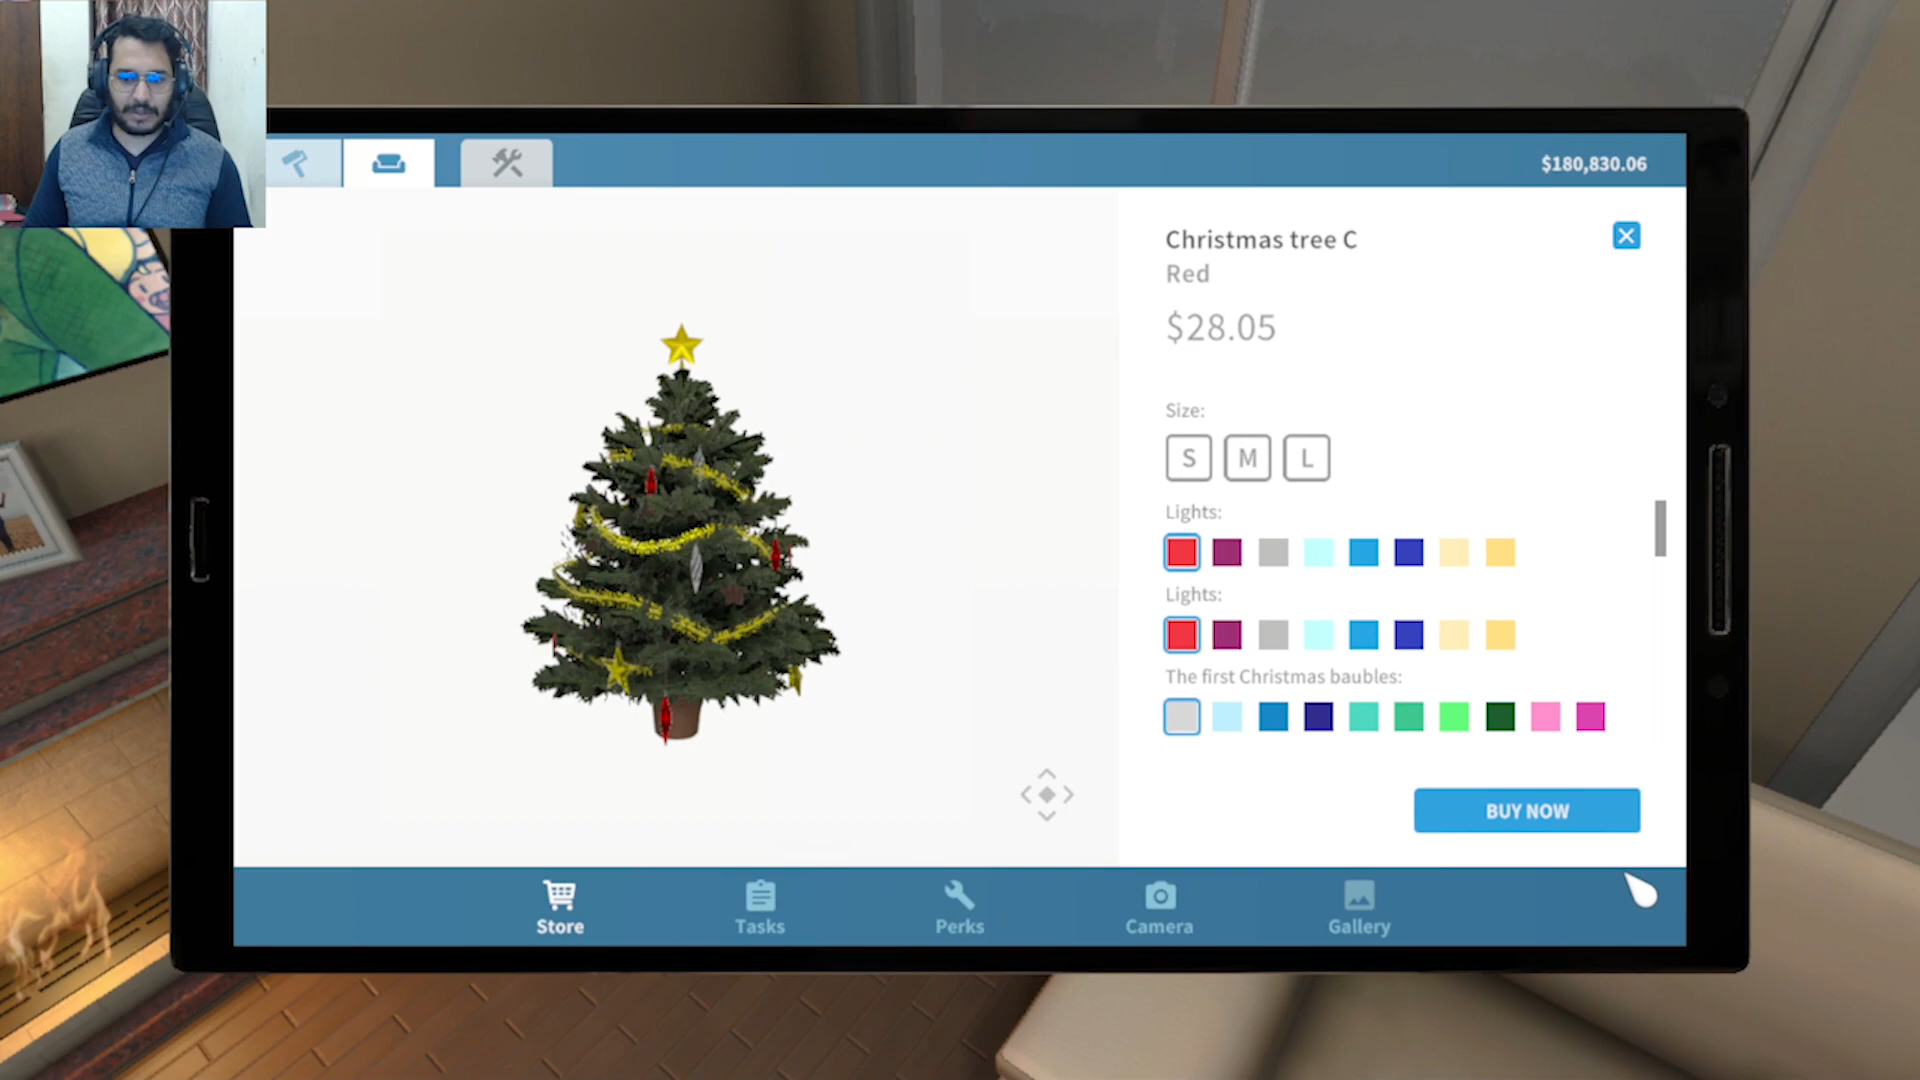 $180,830.06
Christmas tree C
Red
$28.05
Size:
S M L
Lights:
Lights:
The first Christmas baubles:
BUY NOW
Store Tasks Perks Camera Gallery